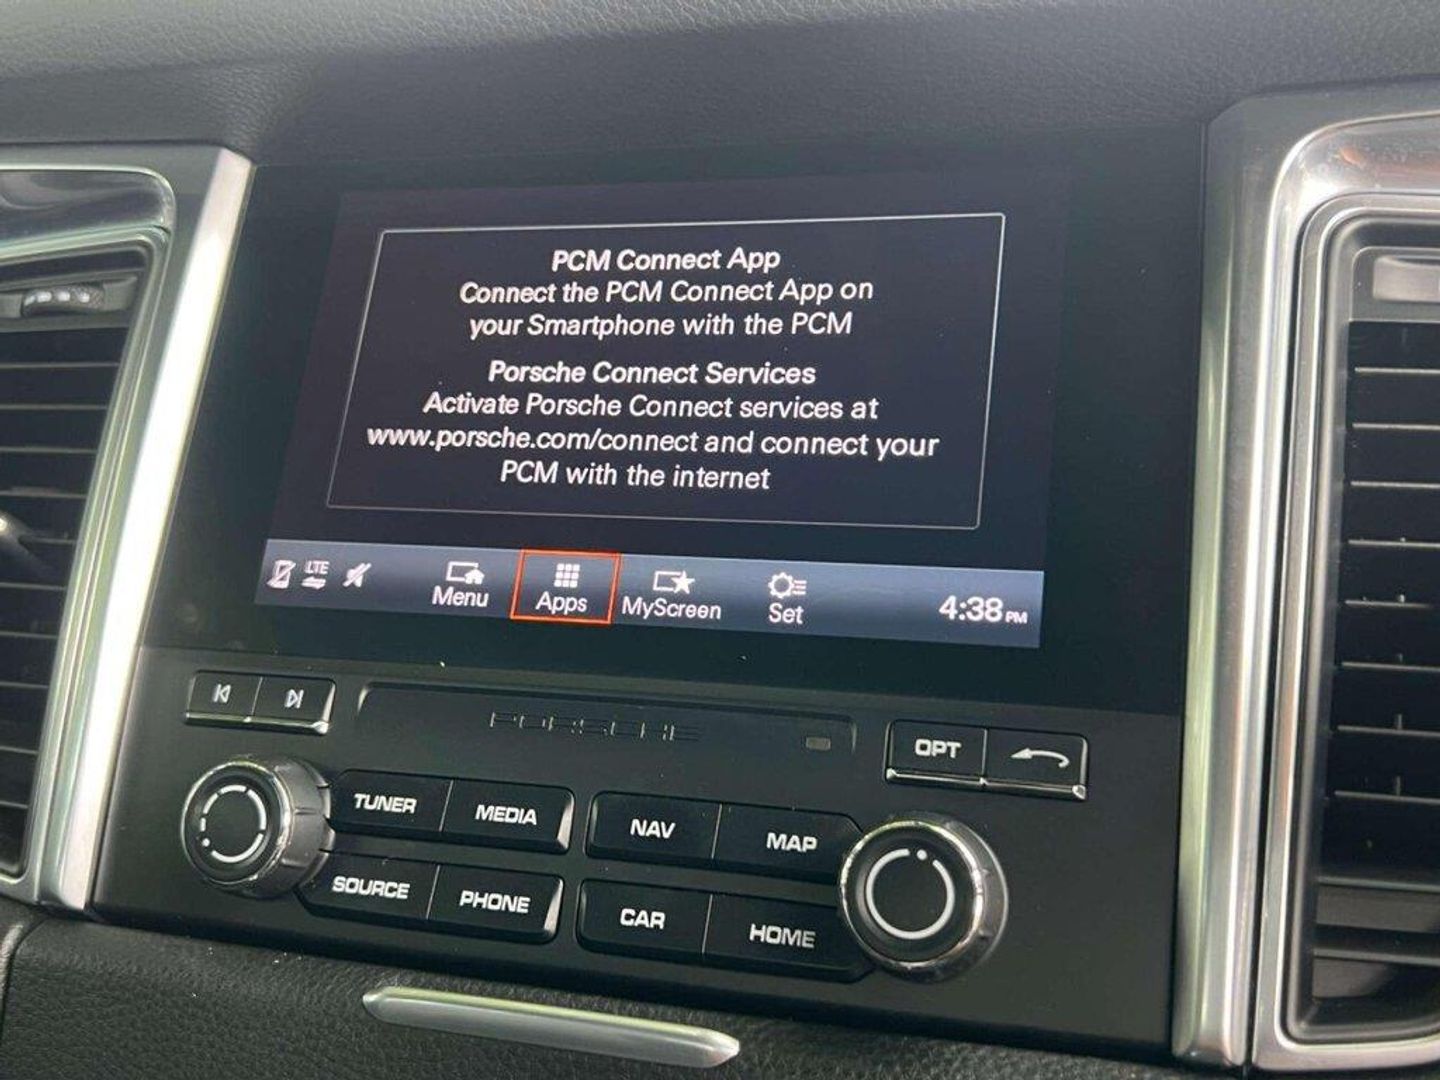 PCM Connect App
Connect the PCM Connect App on
your Smartphone with the PCM
Porsche Connect Services
Activate Porsche Connect services at
www.porsche.com/connect and connect your
PCM with the internet
LTE
Menu
Apps
MyScreen
Set
4:38 PM
PORSCHE
OPT
TUNER
MEDIA
NAV
MAP
SOURCE
PHONE
CAR
HOME